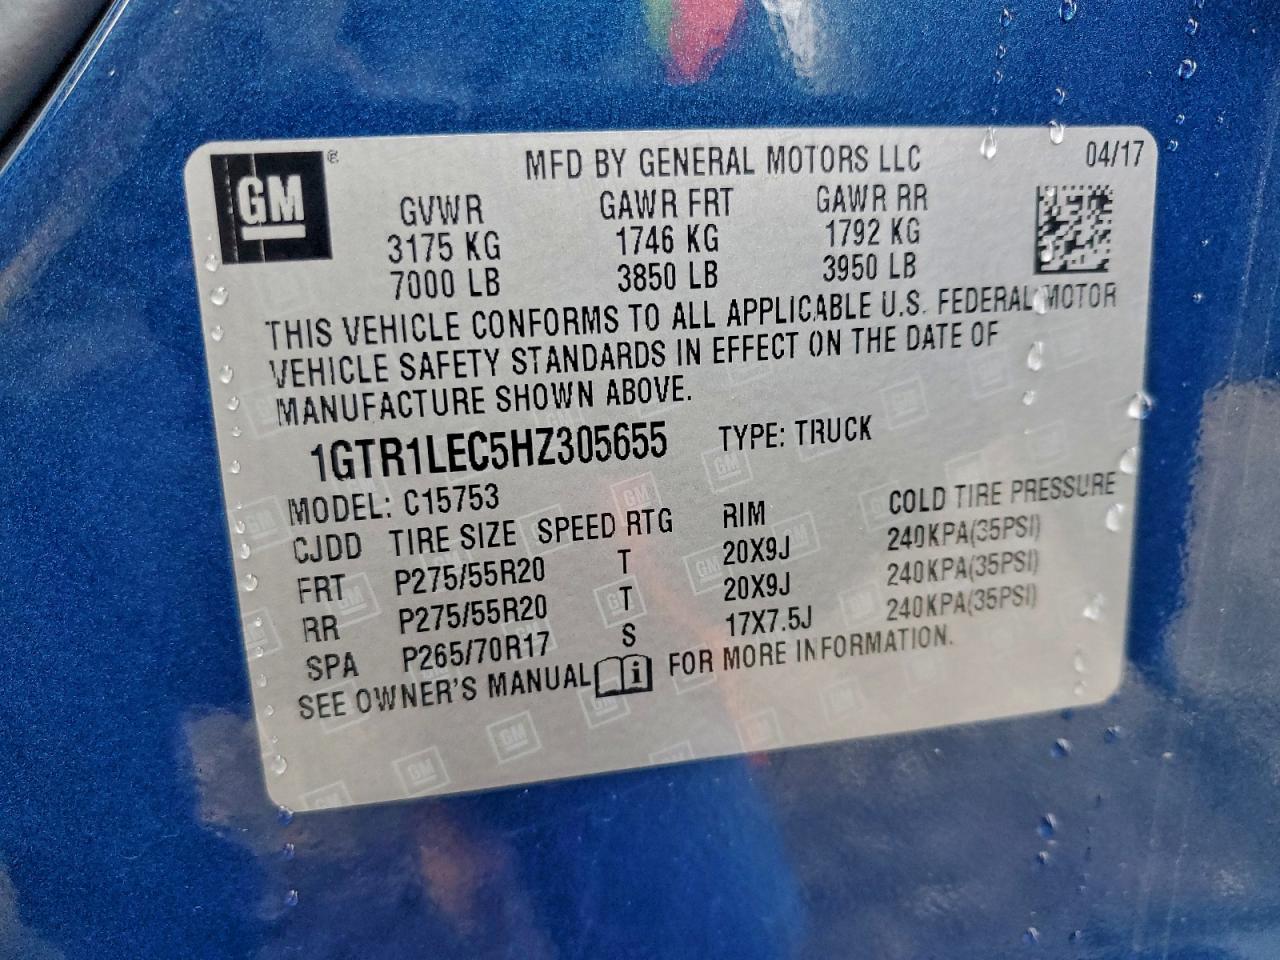 GM ® MFD BY GENERAL MOTORS LLC 04/17
GVWR GAWR FRT GAWR RR
3175 KG 1746 KG 1792 KG
7000 LB 3850 LB 3950 LB
THIS VEHICLE CONFORMS TO ALL APPLICABLE U.S. FEDERAL MOTOR
VEHICLE SAFETY STANDARDS IN EFFECT ON THE DATE OF
MANUFACTURE SHOWN ABOVE.
1GTR1LEC5HZ305655 TYPE: TRUCK
MODEL: C15753
CJDD TIRE SIZE SPEED RTG RIM COLD TIRE PRESSURE
FRT P275/55R20 T 20X9J 240KPA(35PSI)
RR P275/55R20 T 20X9J 240KPA(35PSI)
SPA P265/70R17 S 17X7.5J 240KPA(35PSI)
SEE OWNER'S MANUAL i FOR MORE INFORMATION.